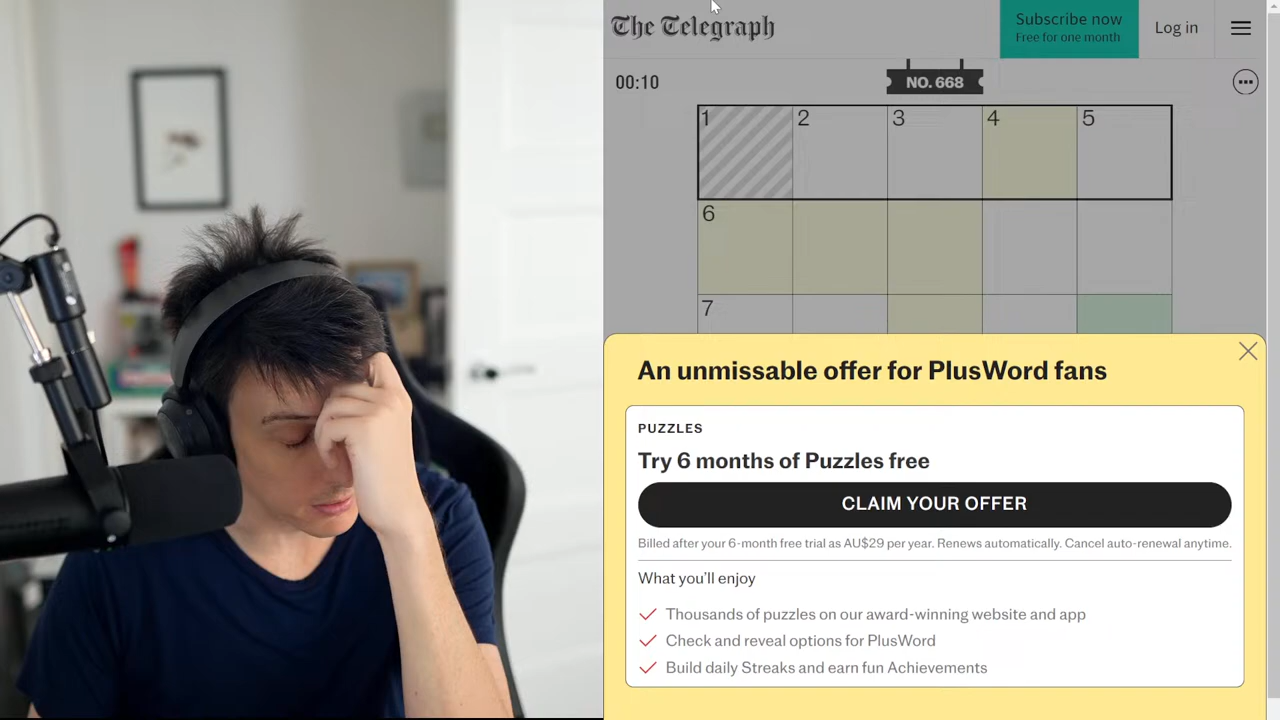 The Telegraph
Subscribe now
Free for one month
Log in
00:10
NO. 668
1 2 3 4 5
6
7
An unmissable offer for PlusWord fans
PUZZLES
Try 6 months of Puzzles free
CLAIM YOUR OFFER
Billed after your 6-month free trial as AU$29 per year. Renews automatically. Cancel auto-renewal anytime.
What you'll enjoy
Thousands of puzzles on our award-winning website and app
Check and reveal options for PlusWord
Build daily Streaks and earn fun Achievements